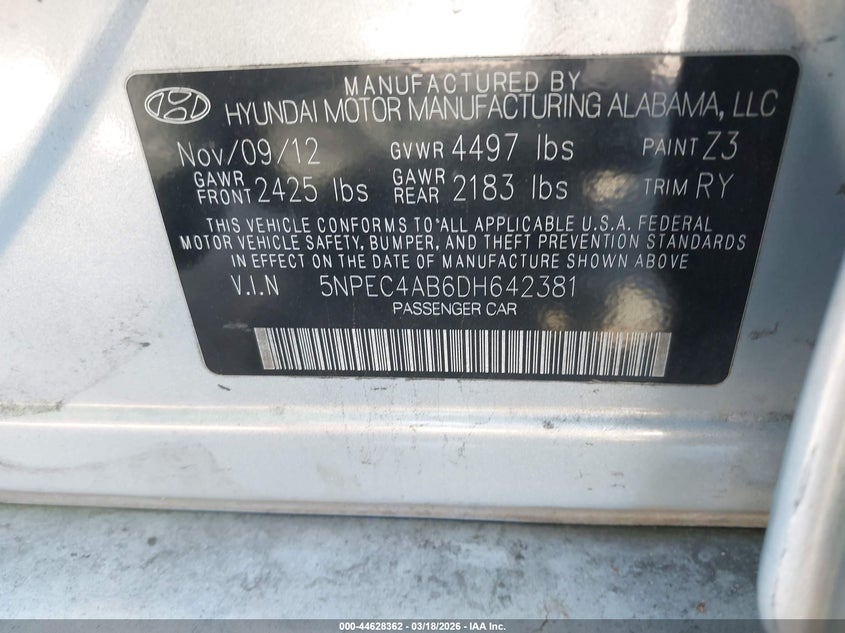 MANUFACTURED BY
HYUNDAI MOTOR MANUFACTURING ALABAMA, LLC
Nov/09/12 GVWR 4497 lbs PAINT Z3
GAWR FRONT 2425 lbs GAWR REAR 2183 lbs TRIM RY
THIS VEHICLE CONFORMS TO ALL APPLICABLE U.S.A. FEDERAL
MOTOR VEHICLE SAFETY, BUMPER, AND THEFT PREVENTION STANDARDS
IN EFFECT ON THE DATE OF MANUFACTURE SHOWN ABOVE
V.I.N 5NPEC4AB6DH642381
PASSENGER CAR
000-44628362 — 03/18/2026 — IAA Inc.